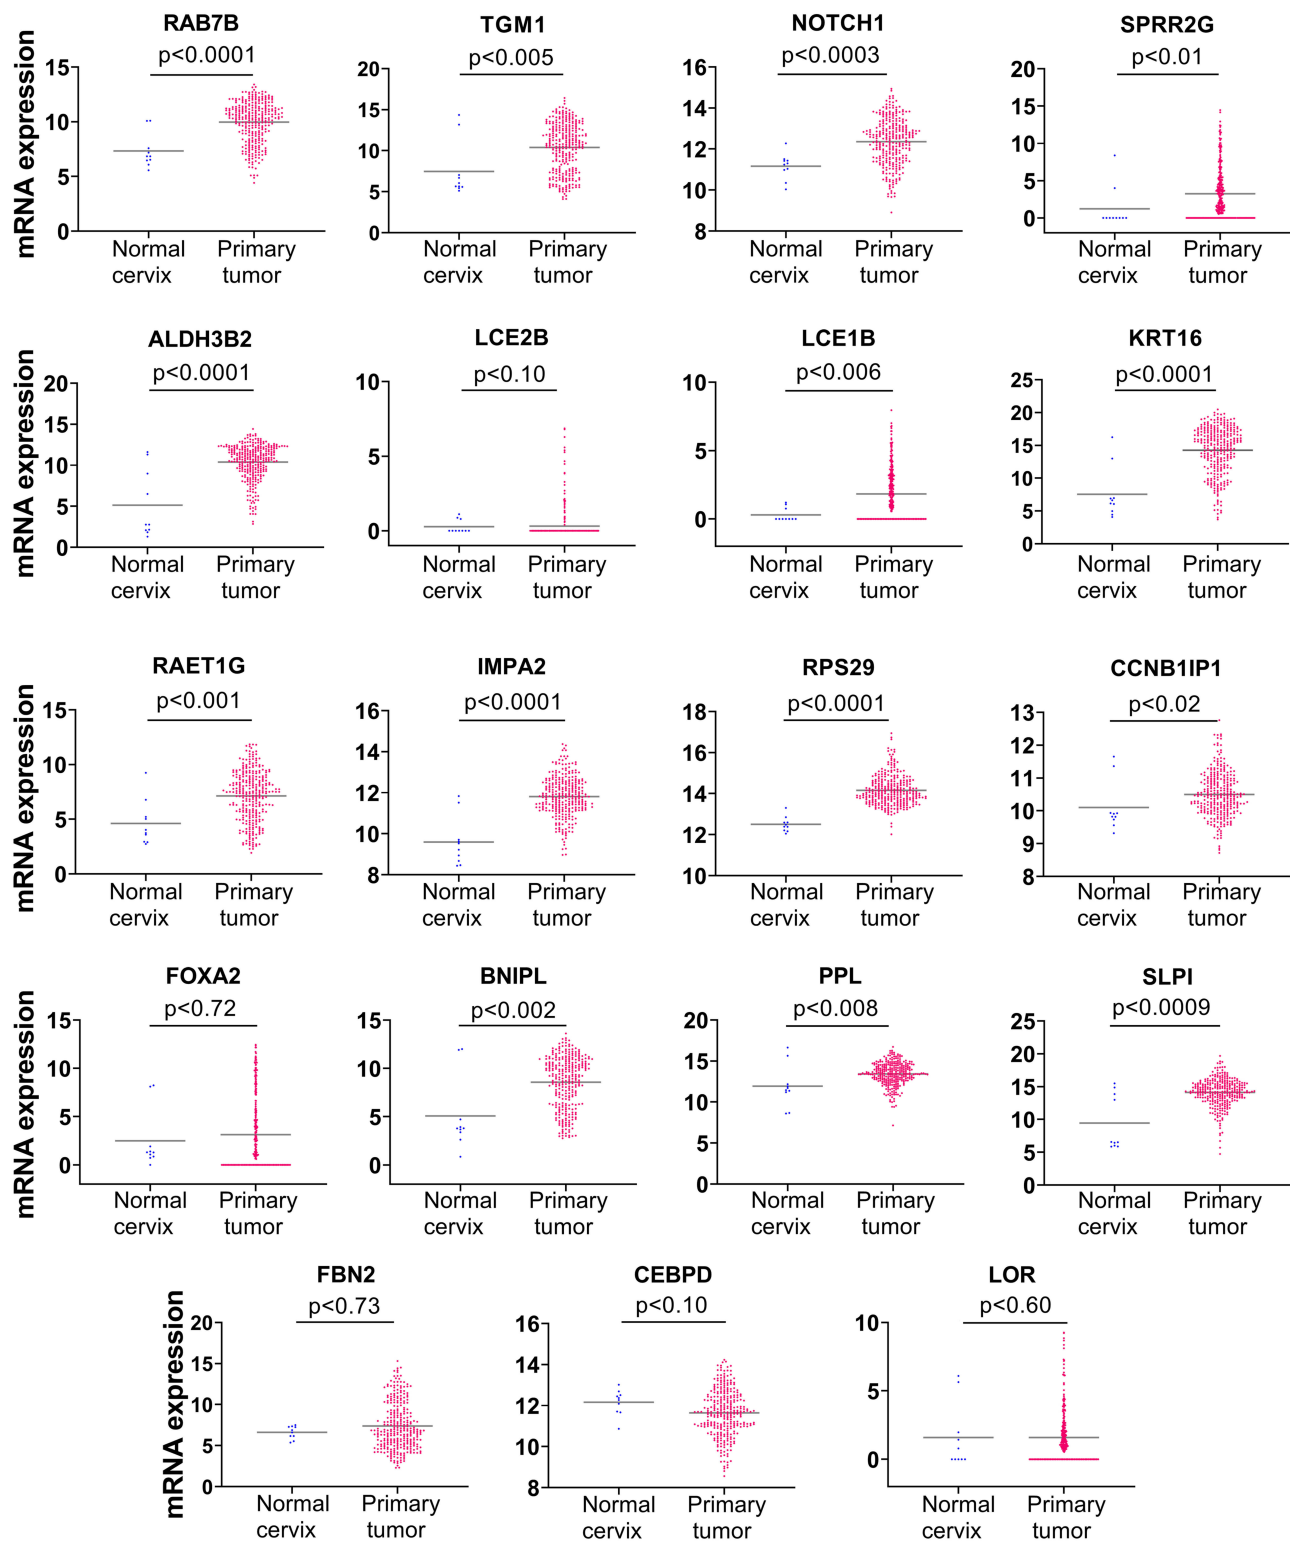 RAB7B
p<0.0001
mRNA expression
15
10
5
0
Normal cervix
Primary tumor
TGM1
p<0.005
20
15
10
5
0
Normal cervix
Primary tumor
NOTCH1
p<0.0003
16
14
12
10
8
Normal cervix
Primary tumor
SPRR2G
p<0.01
20
15
10
5
0
Normal cervix
Primary tumor
ALDH3B2
p<0.0001
mRNA expression
20
15
10
5
0
Normal cervix
Primary tumor
LCE2B
p<0.10
10
5
0
Normal cervix
Primary tumor
LCE1B
p<0.006
10
5
0
Normal cervix
Primary tumor
KRT16
p<0.0001
25
20
15
10
5
0
Normal cervix
Primary tumor
RAET1G
p<0.001
mRNA expression
15
10
5
0
Normal cervix
Primary tumor
IMPA2
p<0.0001
16
14
12
10
8
Normal cervix
Primary tumor
RPS29
p<0.0001
18
16
14
12
10
Normal cervix
Primary tumor
CCNB1IP1
p<0.02
13
12
11
10
9
8
Normal cervix
Primary tumor
FOXA2
p<0.72
mRNA expression
15
10
5
0
Normal cervix
Primary tumor
BNIPL
p<0.002
15
10
5
0
Normal cervix
Primary tumor
PPL
p<0.008
20
15
10
5
0
Normal cervix
Primary tumor
SLPI
p<0.0009
25
20
15
10
5
0
Normal cervix
Primary tumor
FBN2
p<0.73
mRNA expression
20
15
10
5
0
Normal cervix
Primary tumor
CEBPD
p<0.10
16
14
12
10
8
Normal cervix
Primary tumor
LOR
p<0.60
10
5
0
Normal cervix
Primary tumor